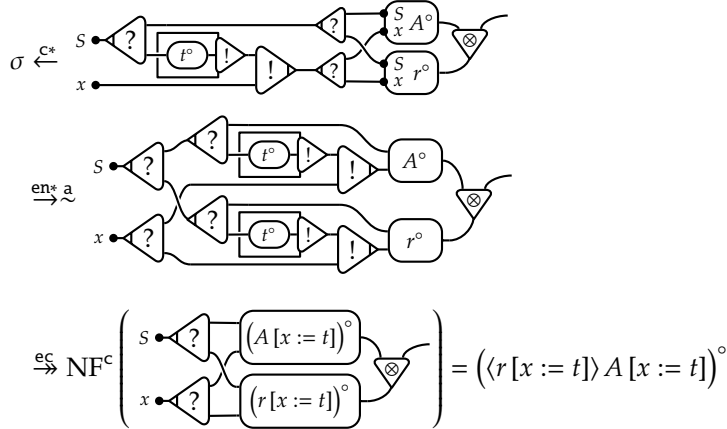 S ? t° ! ! ? ? S x A° S x r° ⊗
σ c* ← x
S ? ? t° ! ! A°
en* a → ~ ⊗
x ? ? t° ! ! r°
ec ↠ NFᶜ ( S ? (A [x := t])° ⊗ x ? (r [x := t])° ) = (⟨r [x := t]⟩ A [x := t])°